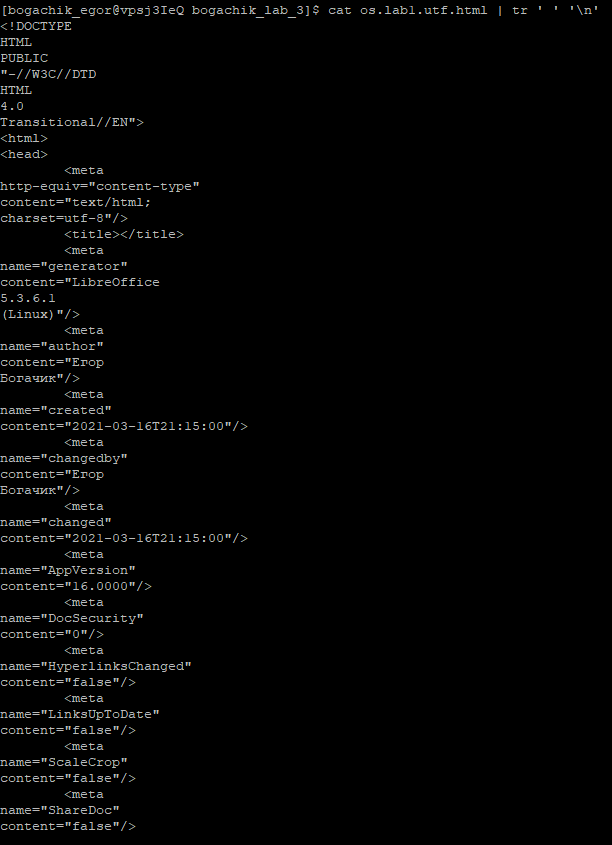 [bogachik_egor@vpsj3IeQ bogachik_lab_3]$ cat os.lab1.utf.html | tr ' ' '\n'
<!DOCTYPE
HTML
PUBLIC
"-//W3C//DTD
HTML
4.0
Transitional//EN">
<html>
<head>
        <meta
http-equiv="content-type"
content="text/html;
charset=utf-8"/>
        <title></title>
        <meta
name="generator"
content="LibreOffice
5.3.6.1
(Linux)"/>
        <meta
name="author"
content="Егор
Богачик"/>
        <meta
name="created"
content="2021-03-16T21:15:00"/>
        <meta
name="changedby"
content="Егор
Богачик"/>
        <meta
name="changed"
content="2021-03-16T21:15:00"/>
        <meta
name="AppVersion"
content="16.0000"/>
        <meta
name="DocSecurity"
content="0"/>
        <meta
name="HyperlinksChanged"
content="false"/>
        <meta
name="LinksUpToDate"
content="false"/>
        <meta
name="ScaleCrop"
content="false"/>
        <meta
name="ShareDoc"
content="false"/>